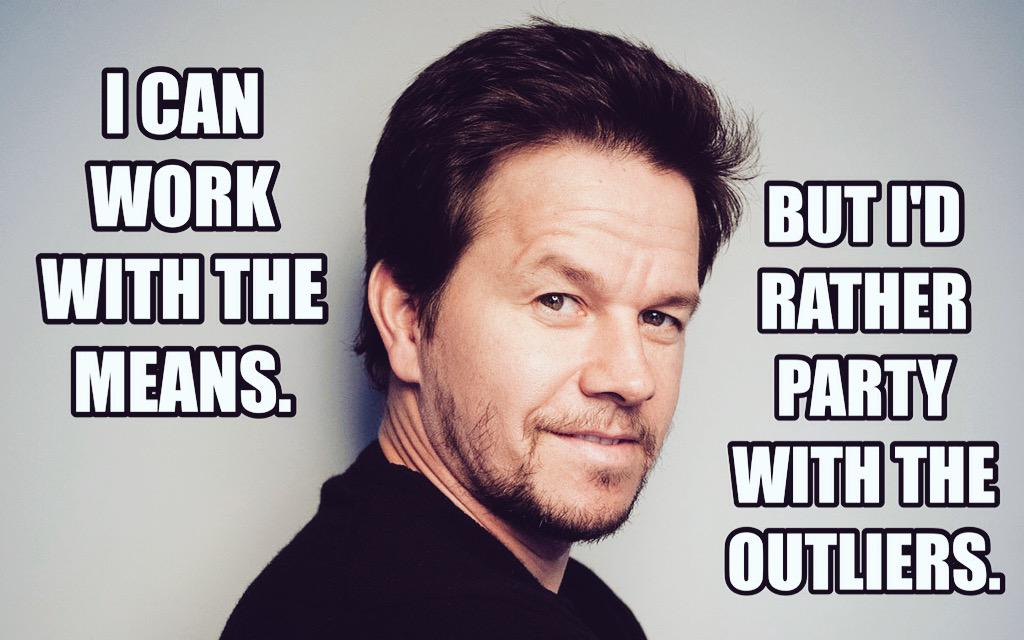 I CAN
WORK
WITH THE
MEANS.
BUT I'D
RATHER
PARTY
WITH THE
OUTLIERS.